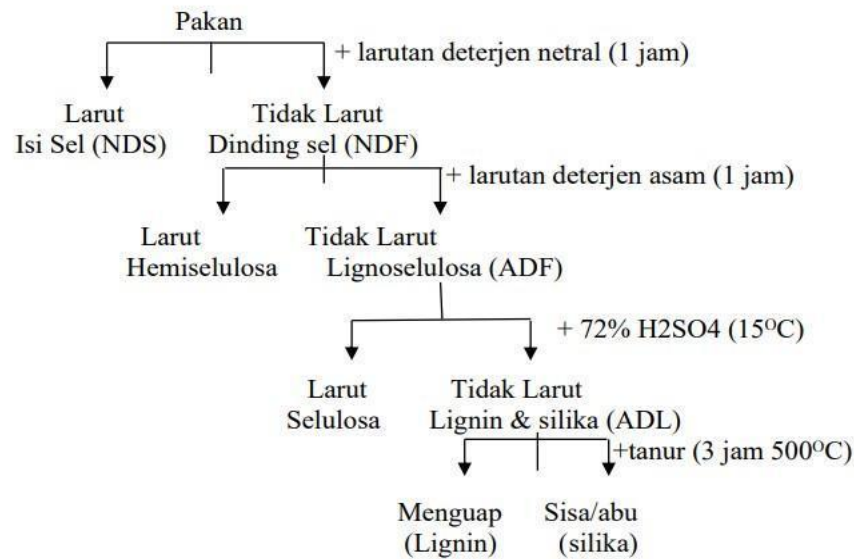 Pakan
+ larutan deterjen netral (1 jam)
Larut Tidak Larut
Isi Sel (NDS) Dinding sel (NDF)
+ larutan deterjen asam (1 jam)
Larut Tidak Larut
Hemiselulosa Lignoselulosa (ADF)
+ 72% H2SO4 (15⁰C)
Larut Tidak Larut
Selulosa Lignin & silika (ADL)
+tanur (3 jam 500⁰C)
Menguap Sisa/abu
(Lignin) (silika)